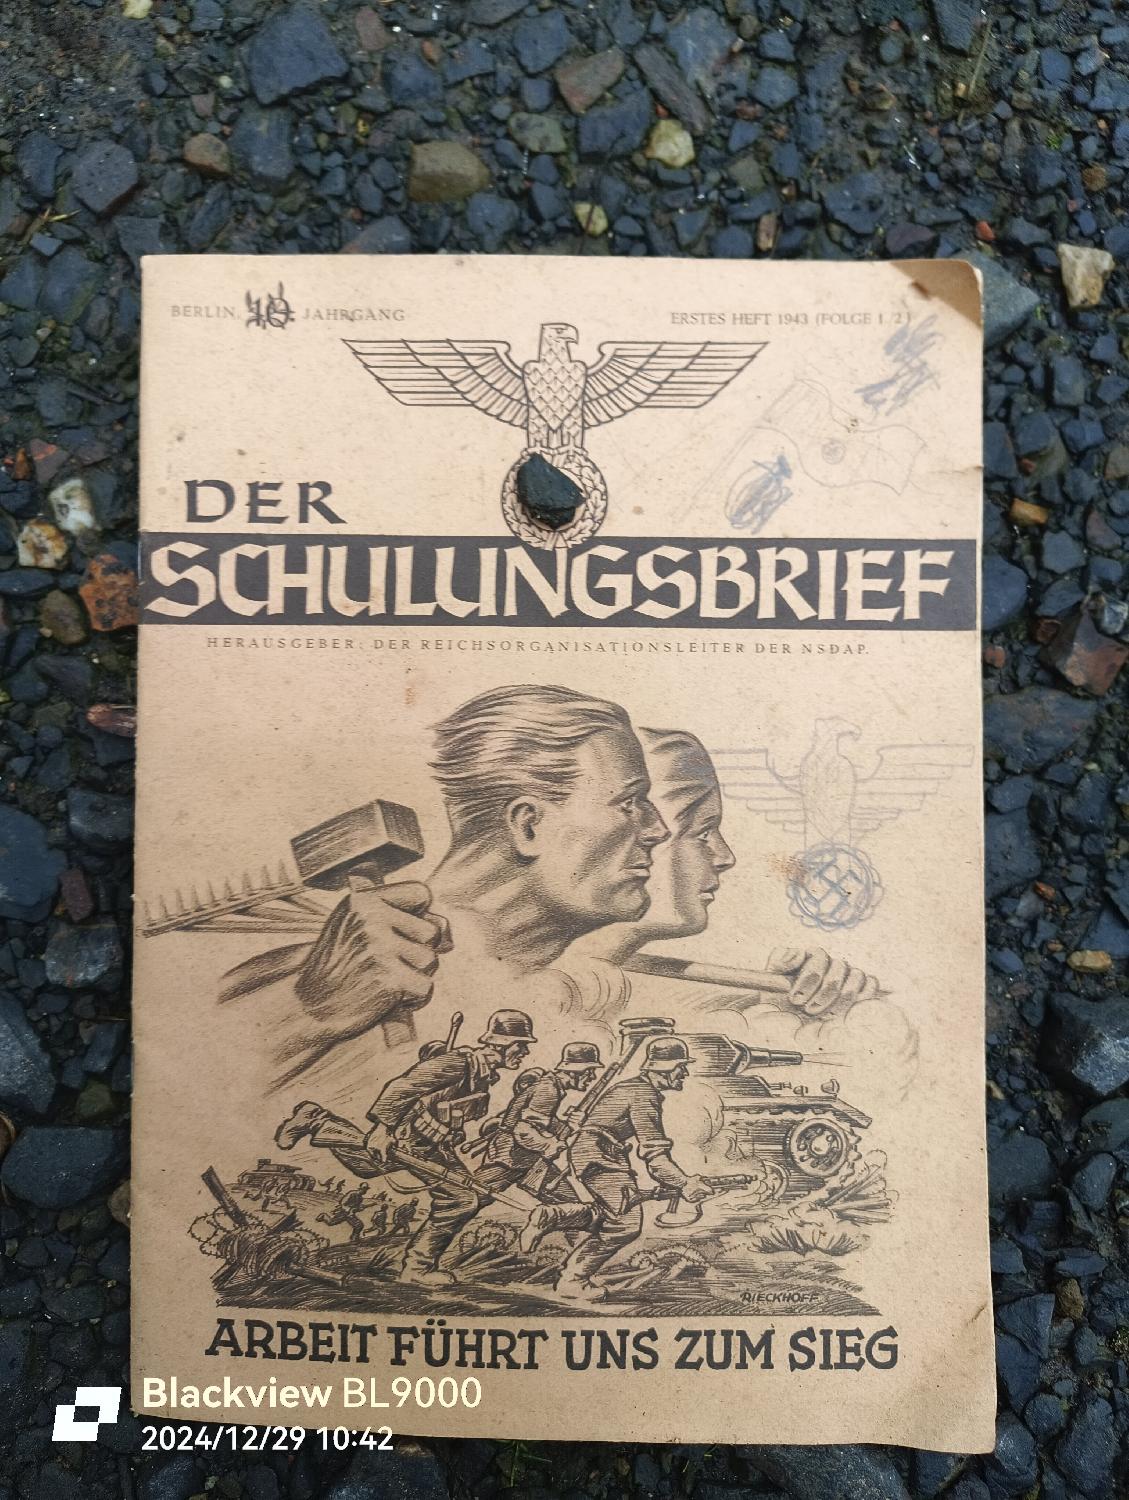 BERLIN, 10. JAHRGANG
ERSTES HEFT 1943 (FOLGE 1/2)
DER
SCHULUNGSBRIEF
HERAUSGEBER: DER REICHSORGANISATIONSLEITER DER NSDAP.
RIECKHOFF
ARBEIT FÜHRT UNS ZUM SIEG
Blackview BL9000
2024/12/29 10:42